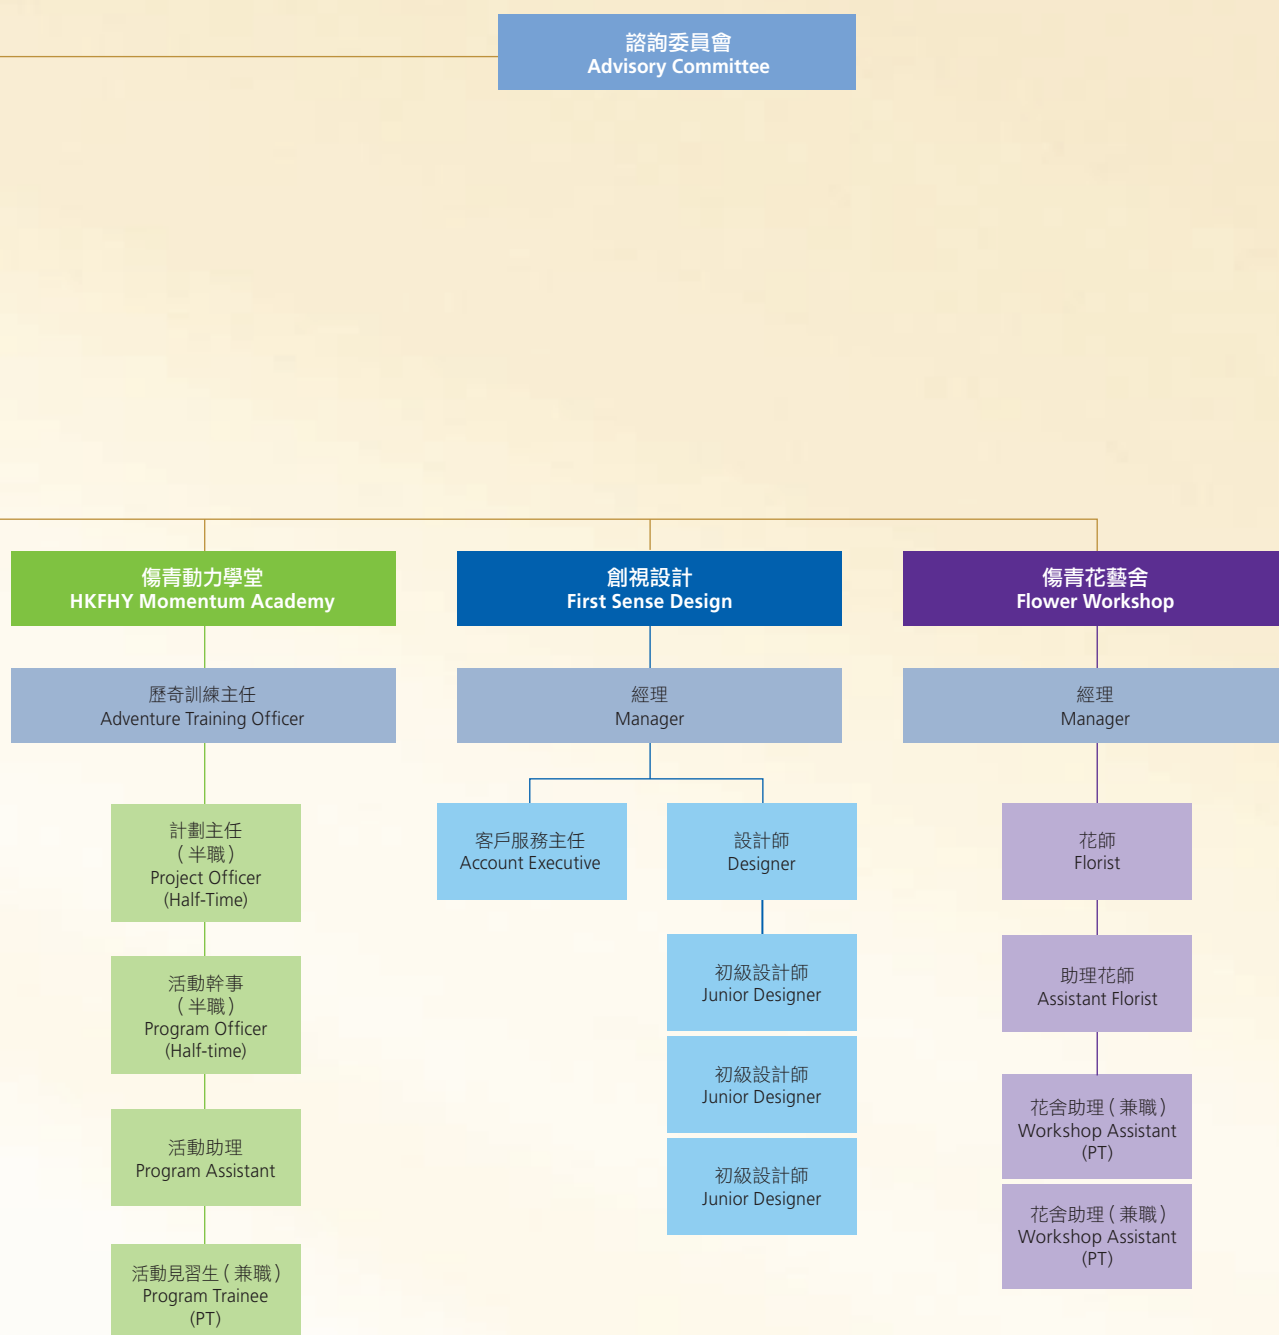 諮詢委員會
Advisory Committee
傷青動力學堂
HKFHY Momentum Academy
歷奇訓練主任
Adventure Training Officer
計劃主任
（半職）
Project Officer
(Half-Time)
活動幹事
（半職）
Program Officer
(Half-time)
活動助理
Program Assistant
活動見習生（兼職）
Program Trainee
(PT)
創視設計
First Sense Design
經理
Manager
客戶服務主任
Account Executive
設計師
Designer
初級設計師
Junior Designer
初級設計師
Junior Designer
初級設計師
Junior Designer
傷青花藝舍
Flower Workshop
經理
Manager
花師
Florist
助理花師
Assistant Florist
花舍助理（兼職）
Workshop Assistant
(PT)
花舍助理（兼職）
Workshop Assistant
(PT)